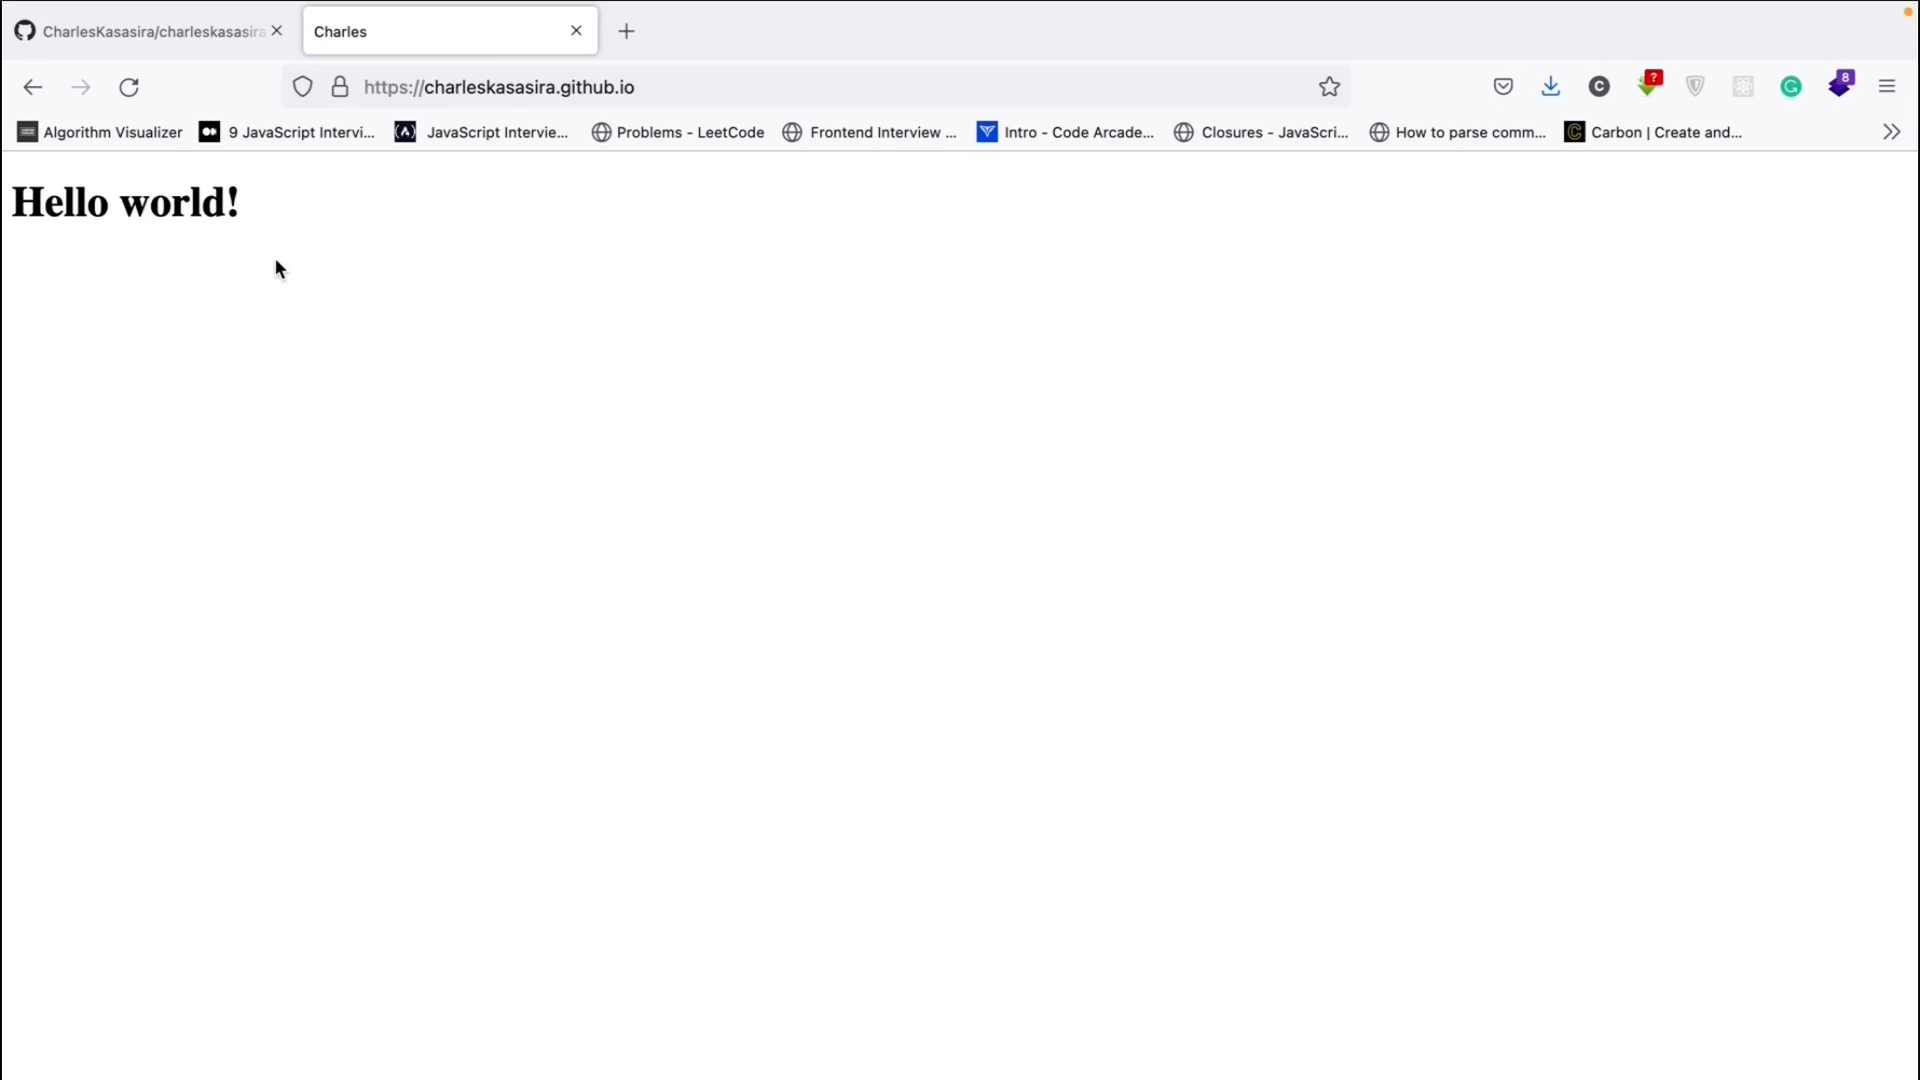 CharlesKasasira/charleskasasira
Charles
https://charleskasasira.github.io
?
8
Algorithm Visualizer
9 JavaScript Intervi...
JavaScript Intervie...
Problems - LeetCode
Frontend Interview ...
Intro - Code Arcade...
Closures - JavaScri...
How to parse comm...
Carbon | Create and...
Hello world!